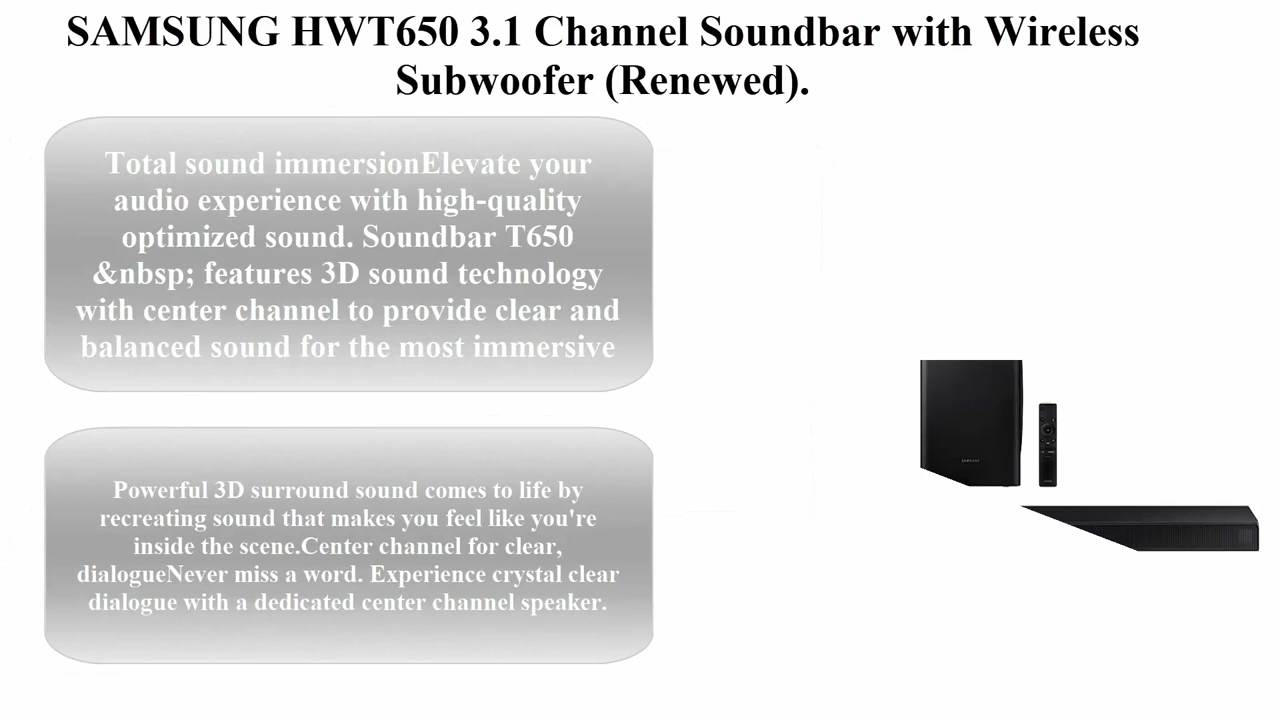 SAMSUNG HWT650 3.1 Channel Soundbar with Wireless
Subwoofer (Renewed).
Total sound immersionElevate your
audio experience with high-quality
optimized sound. Soundbar T650
&nbsp; features 3D sound technology
with center channel to provide clear and
balanced sound for the most immersive
Powerful 3D surround sound comes to life by
recreating sound that makes you feel like you're
inside the scene.Center channel for clear,
dialogueNever miss a word. Experience crystal clear
dialogue with a dedicated center channel speaker.
SAMSUNG